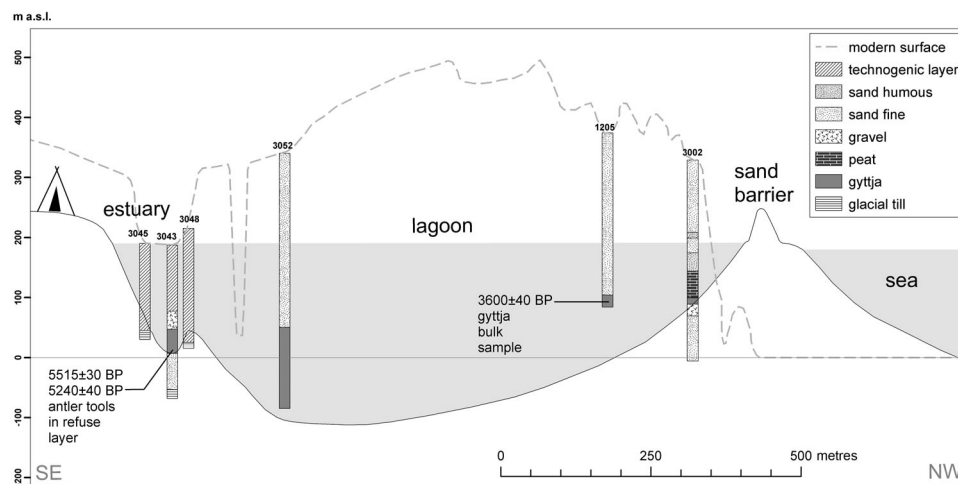 m a.s.l.
500
400
300
200
100
0
-100
200
modern surface
technogenic layer
sand humous
sand fine
gravel
peat
gyttja
glacial till
estuary
3045
3043
3048
3052
lagoon
1205
3002
sand
barrier
sea
3600±40 BP
gyttja
bulk
sample
5515±30 BP
5240±40 BP
antler tools
in refuse
layer
0
250
500 metres
SE
NW